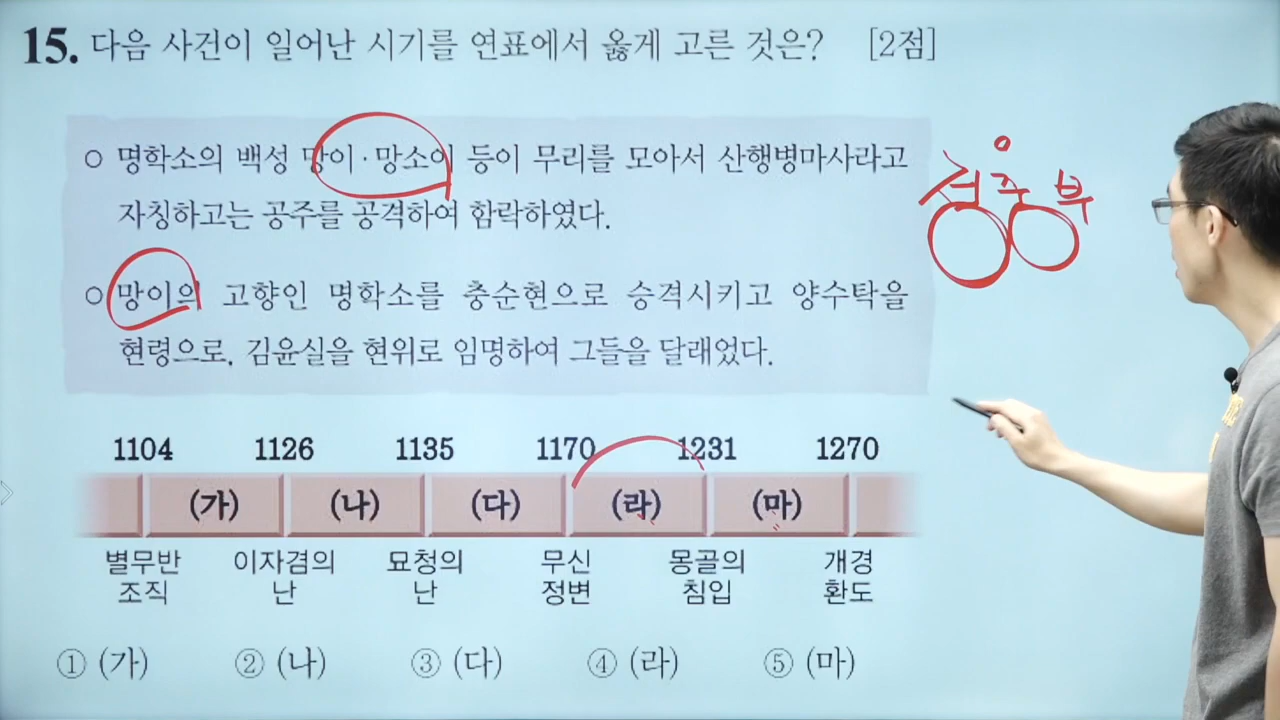 15. 다음 사건이 일어난 시기를 연표에서 옳게 고른 것은? [2점]
○ 명학소의 백성 망이·망소이 등이 무리를 모아서 산행병마사라고
자칭하고는 공주를 공격하여 함락하였다.
○ 망이의 고향인 명학소를 충순현으로 승격시키고 양수탁을
현령으로, 김윤실을 현위로 임명하여 그들을 달래었다.
1104 1126 1135 1170 1231 1270
(가) (나) (다) (라) (마)
별무반 이자겸의 묘청의 무신 몽골의 개경
조직 난 난 정변 침입 환도
① (가) ② (나) ③ (다) ④ (라) ⑤ (마)